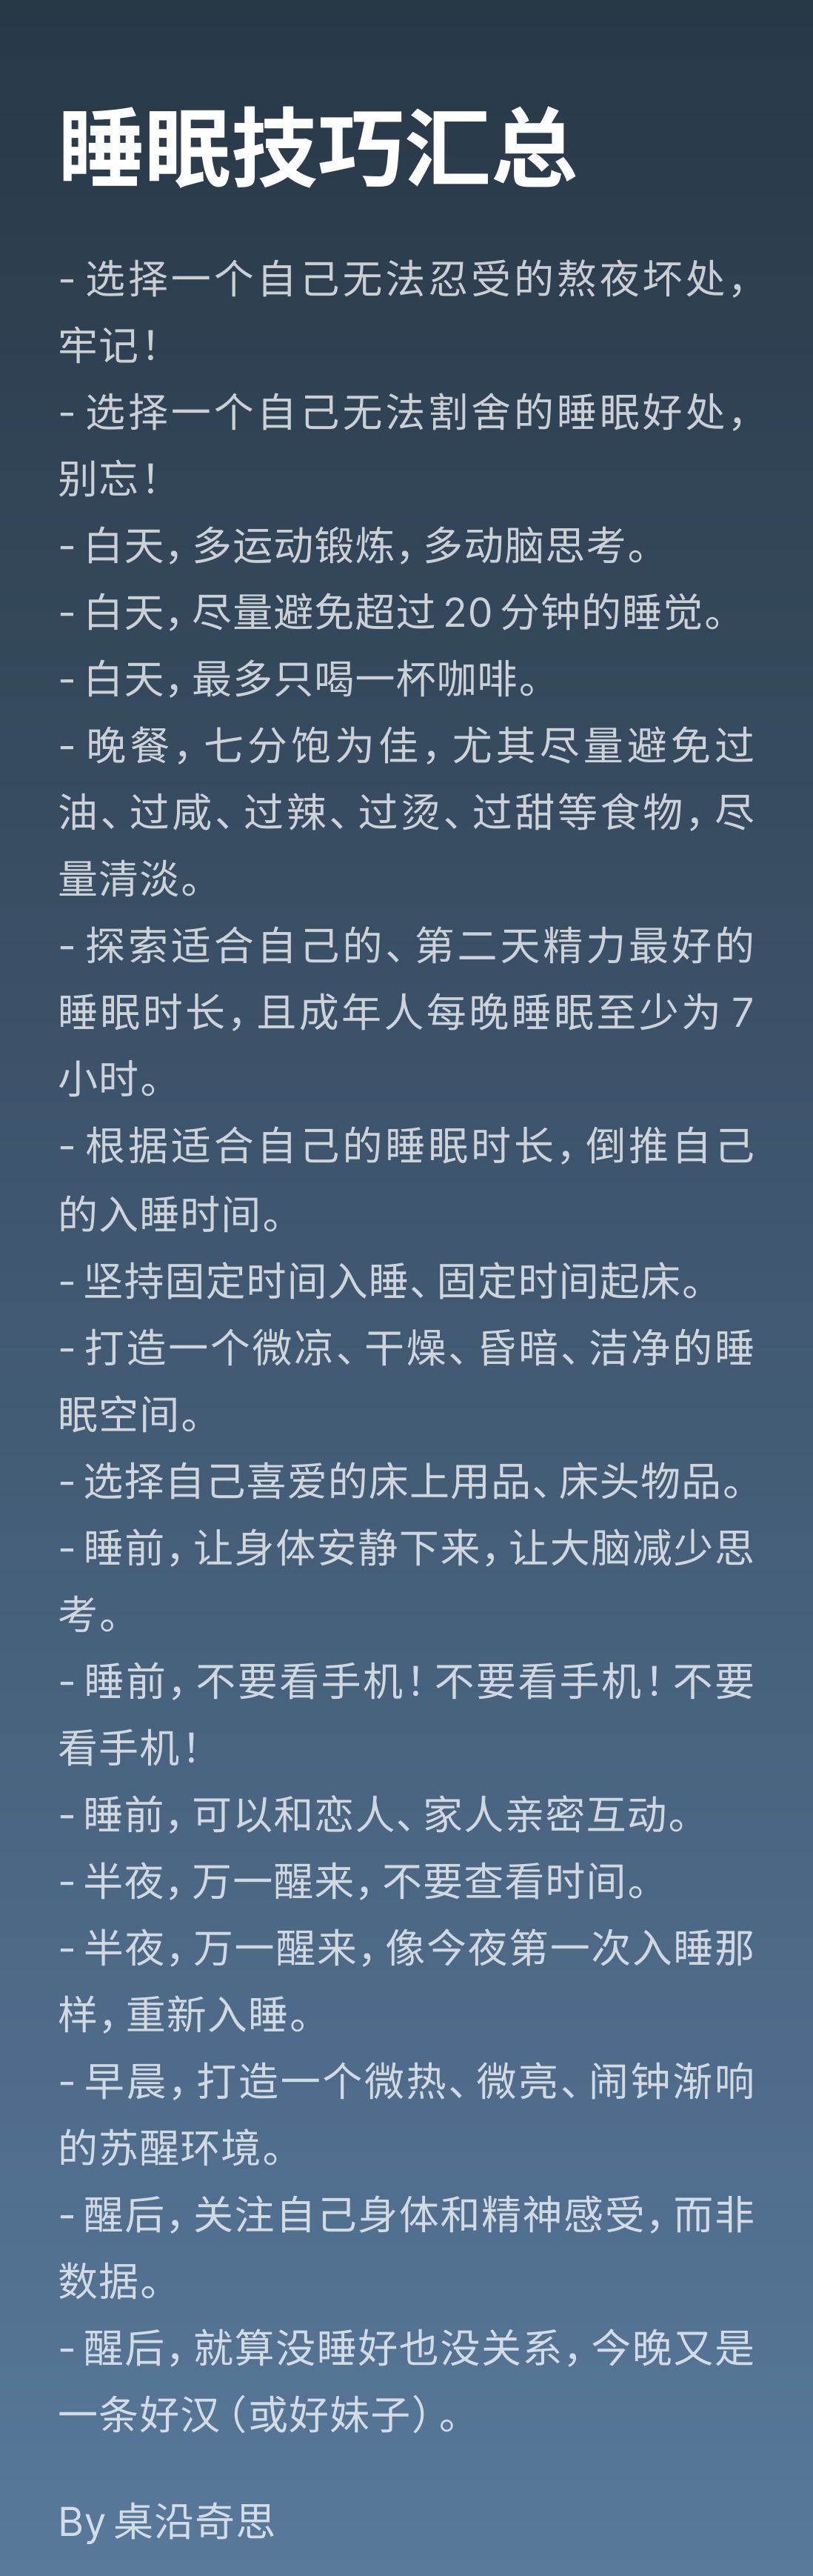 睡眠技巧汇总
- 选择一个自己无法忍受的熬夜坏处，
牢记！
- 选择一个自己无法割舍的睡眠好处，
别忘！
- 白天，多运动锻炼，多动脑思考。
- 白天，尽量避免超过 20 分钟的睡觉。
- 白天，最多只喝一杯咖啡。
- 晚餐，七分饱为佳，尤其尽量避免过
油、过咸、过辣、过烫、过甜等食物，尽
量清淡。
- 探索适合自己的、第二天精力最好的
睡眠时长，且成年人每晚睡眠至少为 7
小时。
- 根据适合自己的睡眠时长，倒推自己
的入睡时间。
- 坚持固定时间入睡、固定时间起床。
- 打造一个微凉、干燥、昏暗、洁净的睡
眠空间。
- 选择自己喜爱的床上用品、床头物品。
- 睡前，让身体安静下来，让大脑减少思
考。
- 睡前，不要看手机！不要看手机！不要
看手机！
- 睡前，可以和恋人、家人亲密互动。
- 半夜，万一醒来，不要查看时间。
- 半夜，万一醒来，像今夜第一次入睡那
样，重新入睡。
- 早晨，打造一个微热、微亮、闹钟渐响
的苏醒环境。
- 醒后，关注自己身体和精神感受，而非
数据。
- 醒后，就算没睡好也没关系，今晚又是
一条好汉（或好妹子）。
By 桌沿奇思